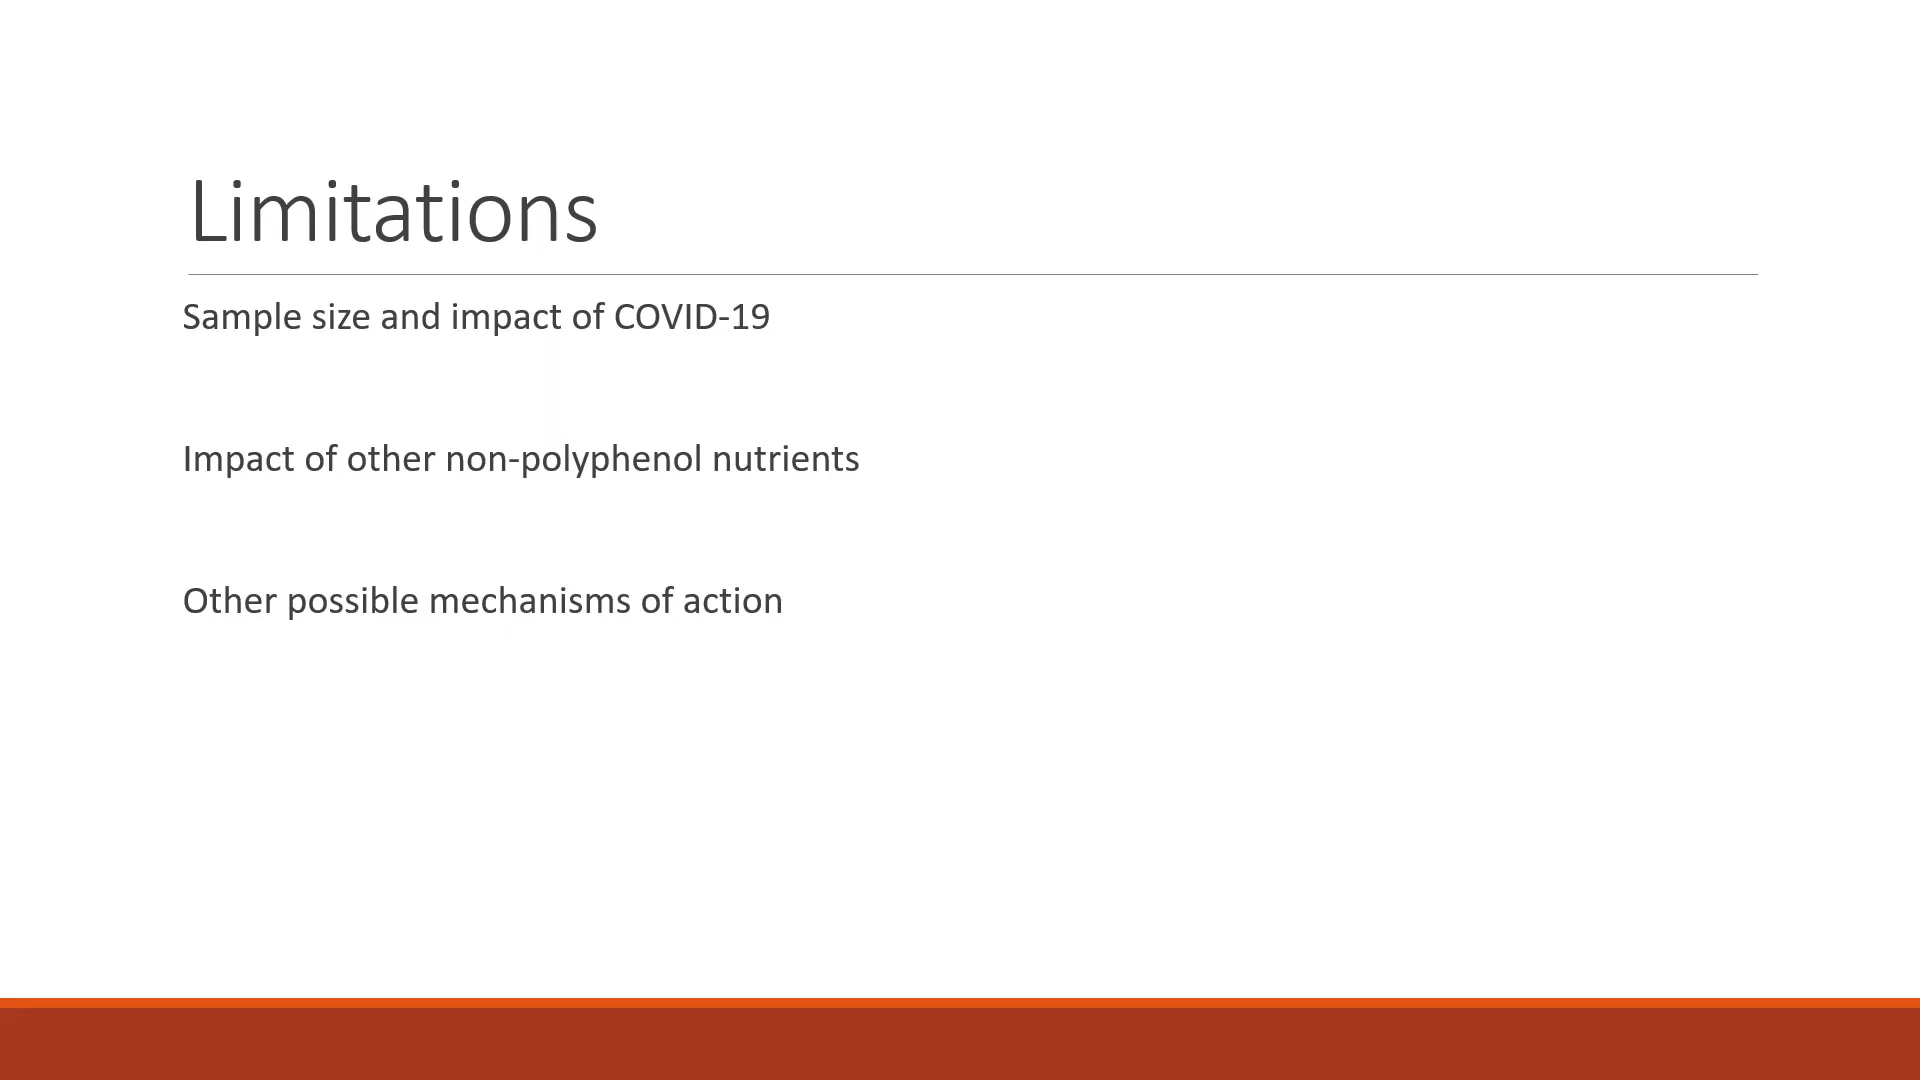 Limitations
Sample size and impact of COVID-19
Impact of other non-polyphenol nutrients
Other possible mechanisms of action